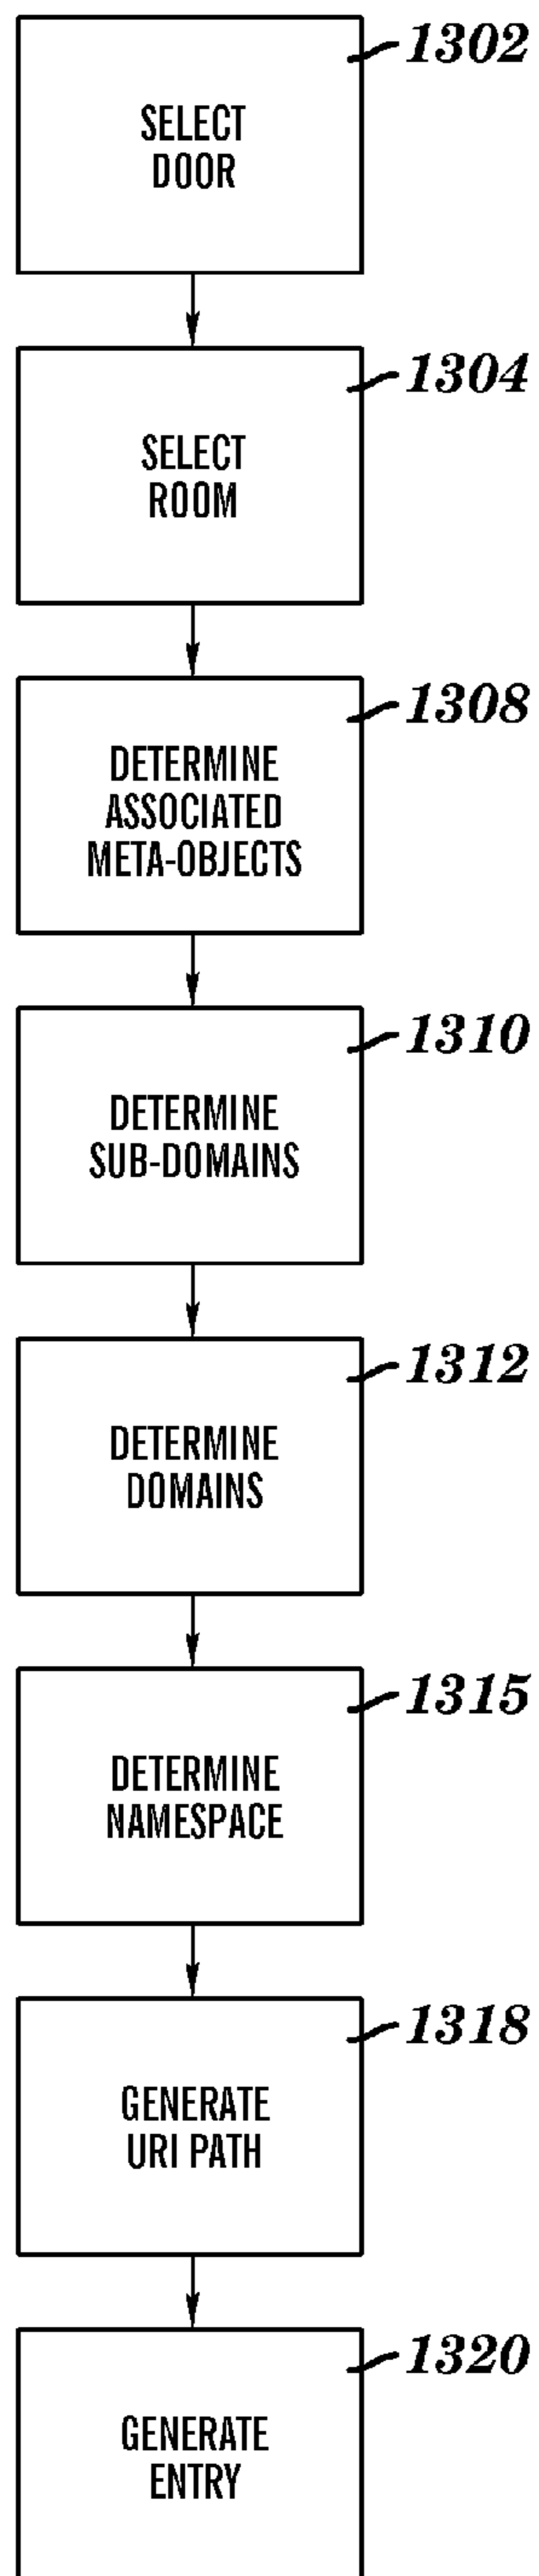 1302
SELECT
DOOR
1304
SELECT
ROOM
1308
DETERMINE
ASSOCIATED
META-OBJECTS
1310
DETERMINE
SUB-DOMAINS
1312
DETERMINE
DOMAINS
1315
DETERMINE
NAMESPACE
1318
GENERATE
URI PATH
1320
GENERATE
ENTRY